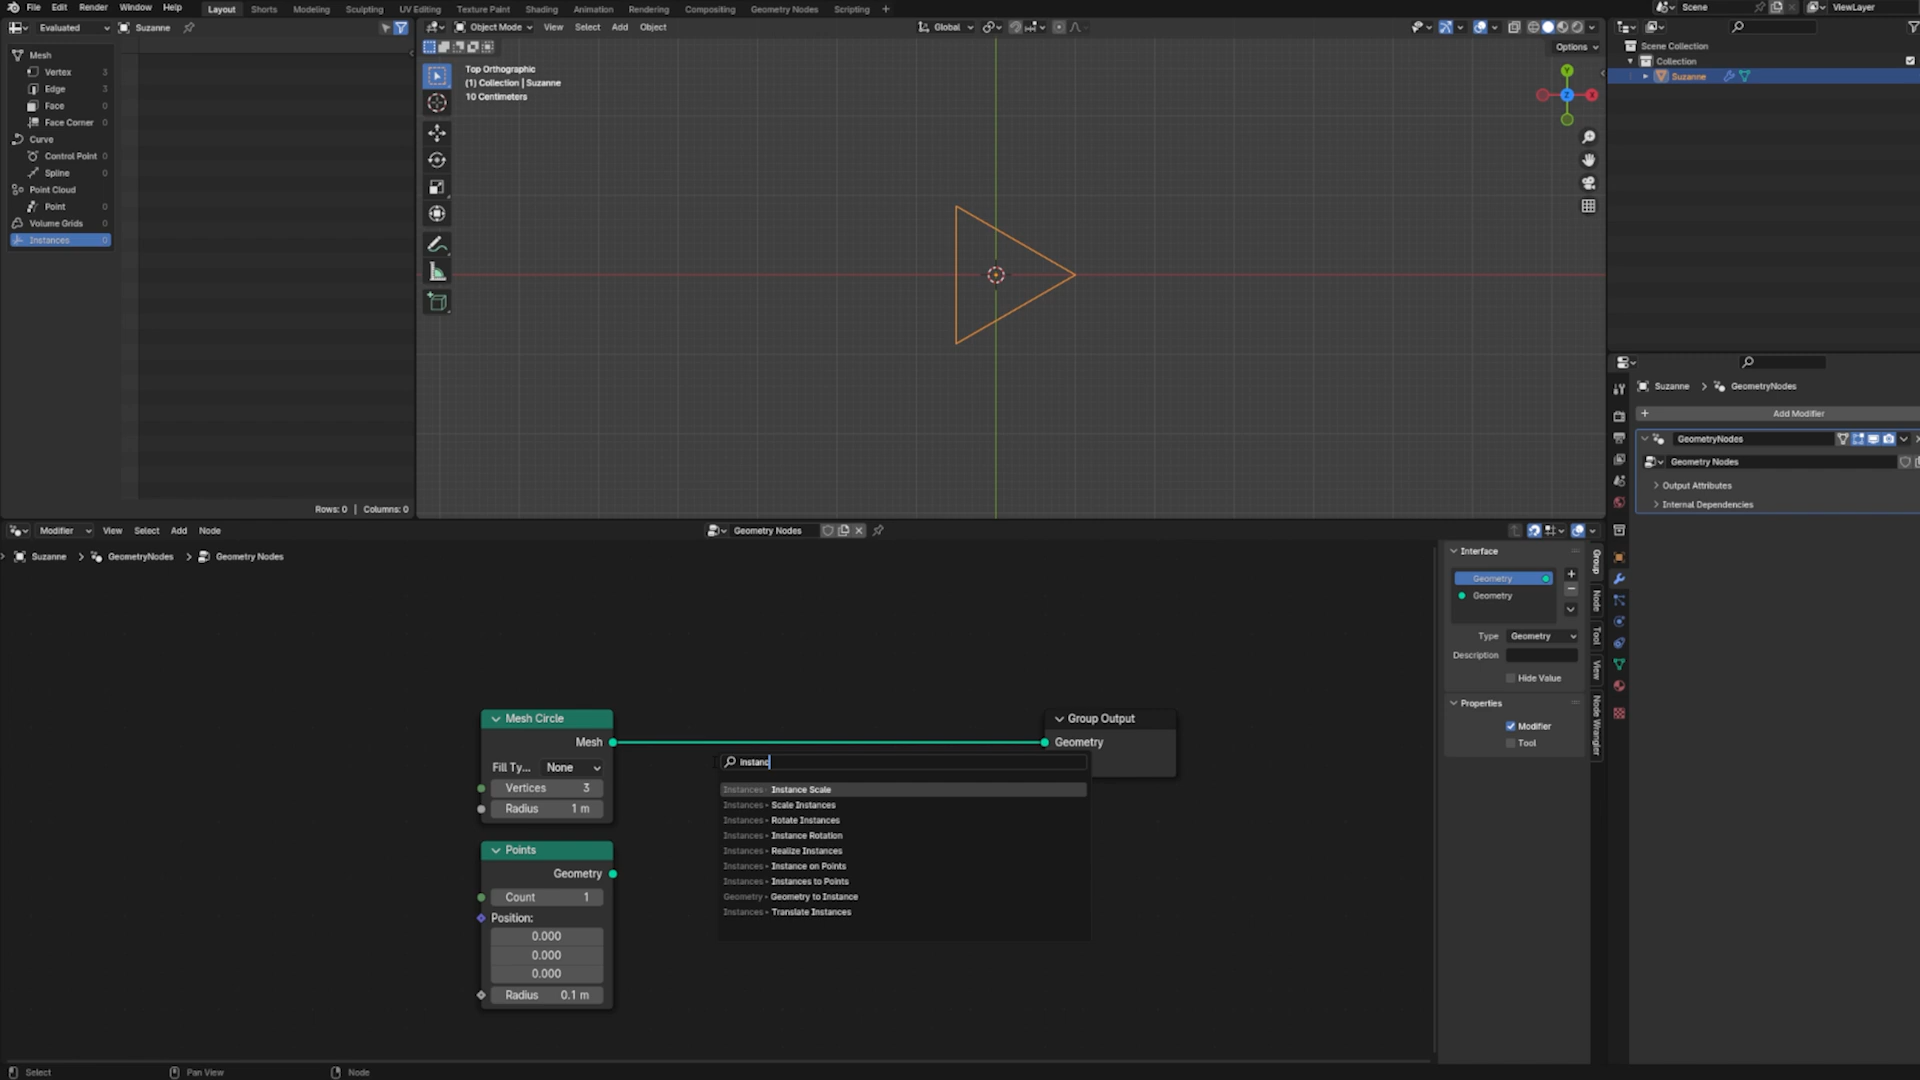 File Edit Render Window Help
Layout Shorts Modeling Sculpting UV Editing Texture Paint Shading Animation Rendering Compositing Geometry Nodes Scripting +
Scene
ViewLayer
Evaluated Suzanne
Mesh
Vertex 3
Edge 3
Face 0
Face Corner 0
Curve
Control Point 0
Spline 0
Point Cloud
Point 0
Volume Grids 0
Instances 0
Rows: 0 | Columns: 0
Object Mode View Select Add Object
Global
Options
Top Orthographic
(1) Collection | Suzanne
10 Centimeters
Y
X
Z
Scene Collection
Collection
Suzanne
Suzanne > GeometryNodes
+ Add Modifier
GeometryNodes
Geometry Nodes
Output Attributes
Internal Dependencies
Modifier View Select Add Node
Geometry Nodes
Suzanne > GeometryNodes > Geometry Nodes
Mesh Circle
Mesh
Fill Ty... None
Vertices 3
Radius 1 m
Points
Geometry
Count 1
Position:
0.000
0.000
0.000
Radius 0.1 m
Group Output
Geometry
Instanc
Instances Instance Scale
Instances Scale Instances
Instances Rotate Instances
Instances Instance Rotation
Instances Realize Instances
Instances Instance on Points
Instances Instances to Points
Geometry Geometry to Instance
Instances Translate Instances
Interface
Geometry
Geometry
Type Geometry
Description
Hide Value
Properties
Modifier
Tool
Group
Node
Tool
View
Node Wrangler
Select
Pan View
Node